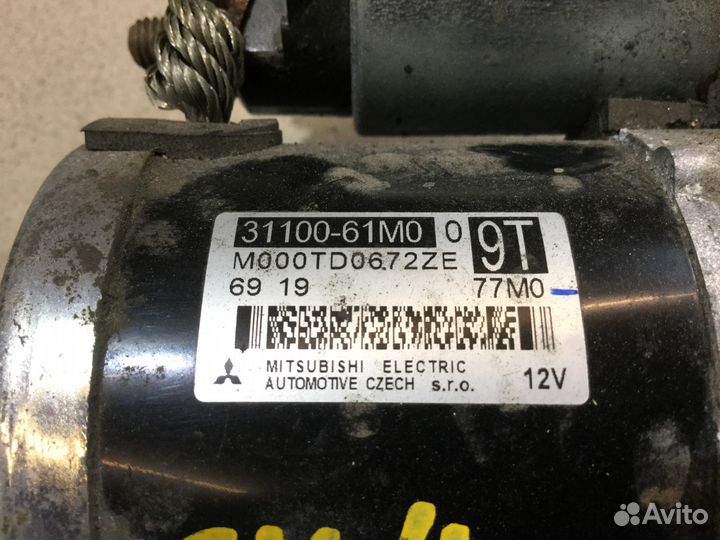 31100-61M0 0 9T
M000TD0672ZE
69 19 77M0
MITSUBISHI ELECTRIC
AUTOMOTIVE CZECH s.r.o. 12V
Avito